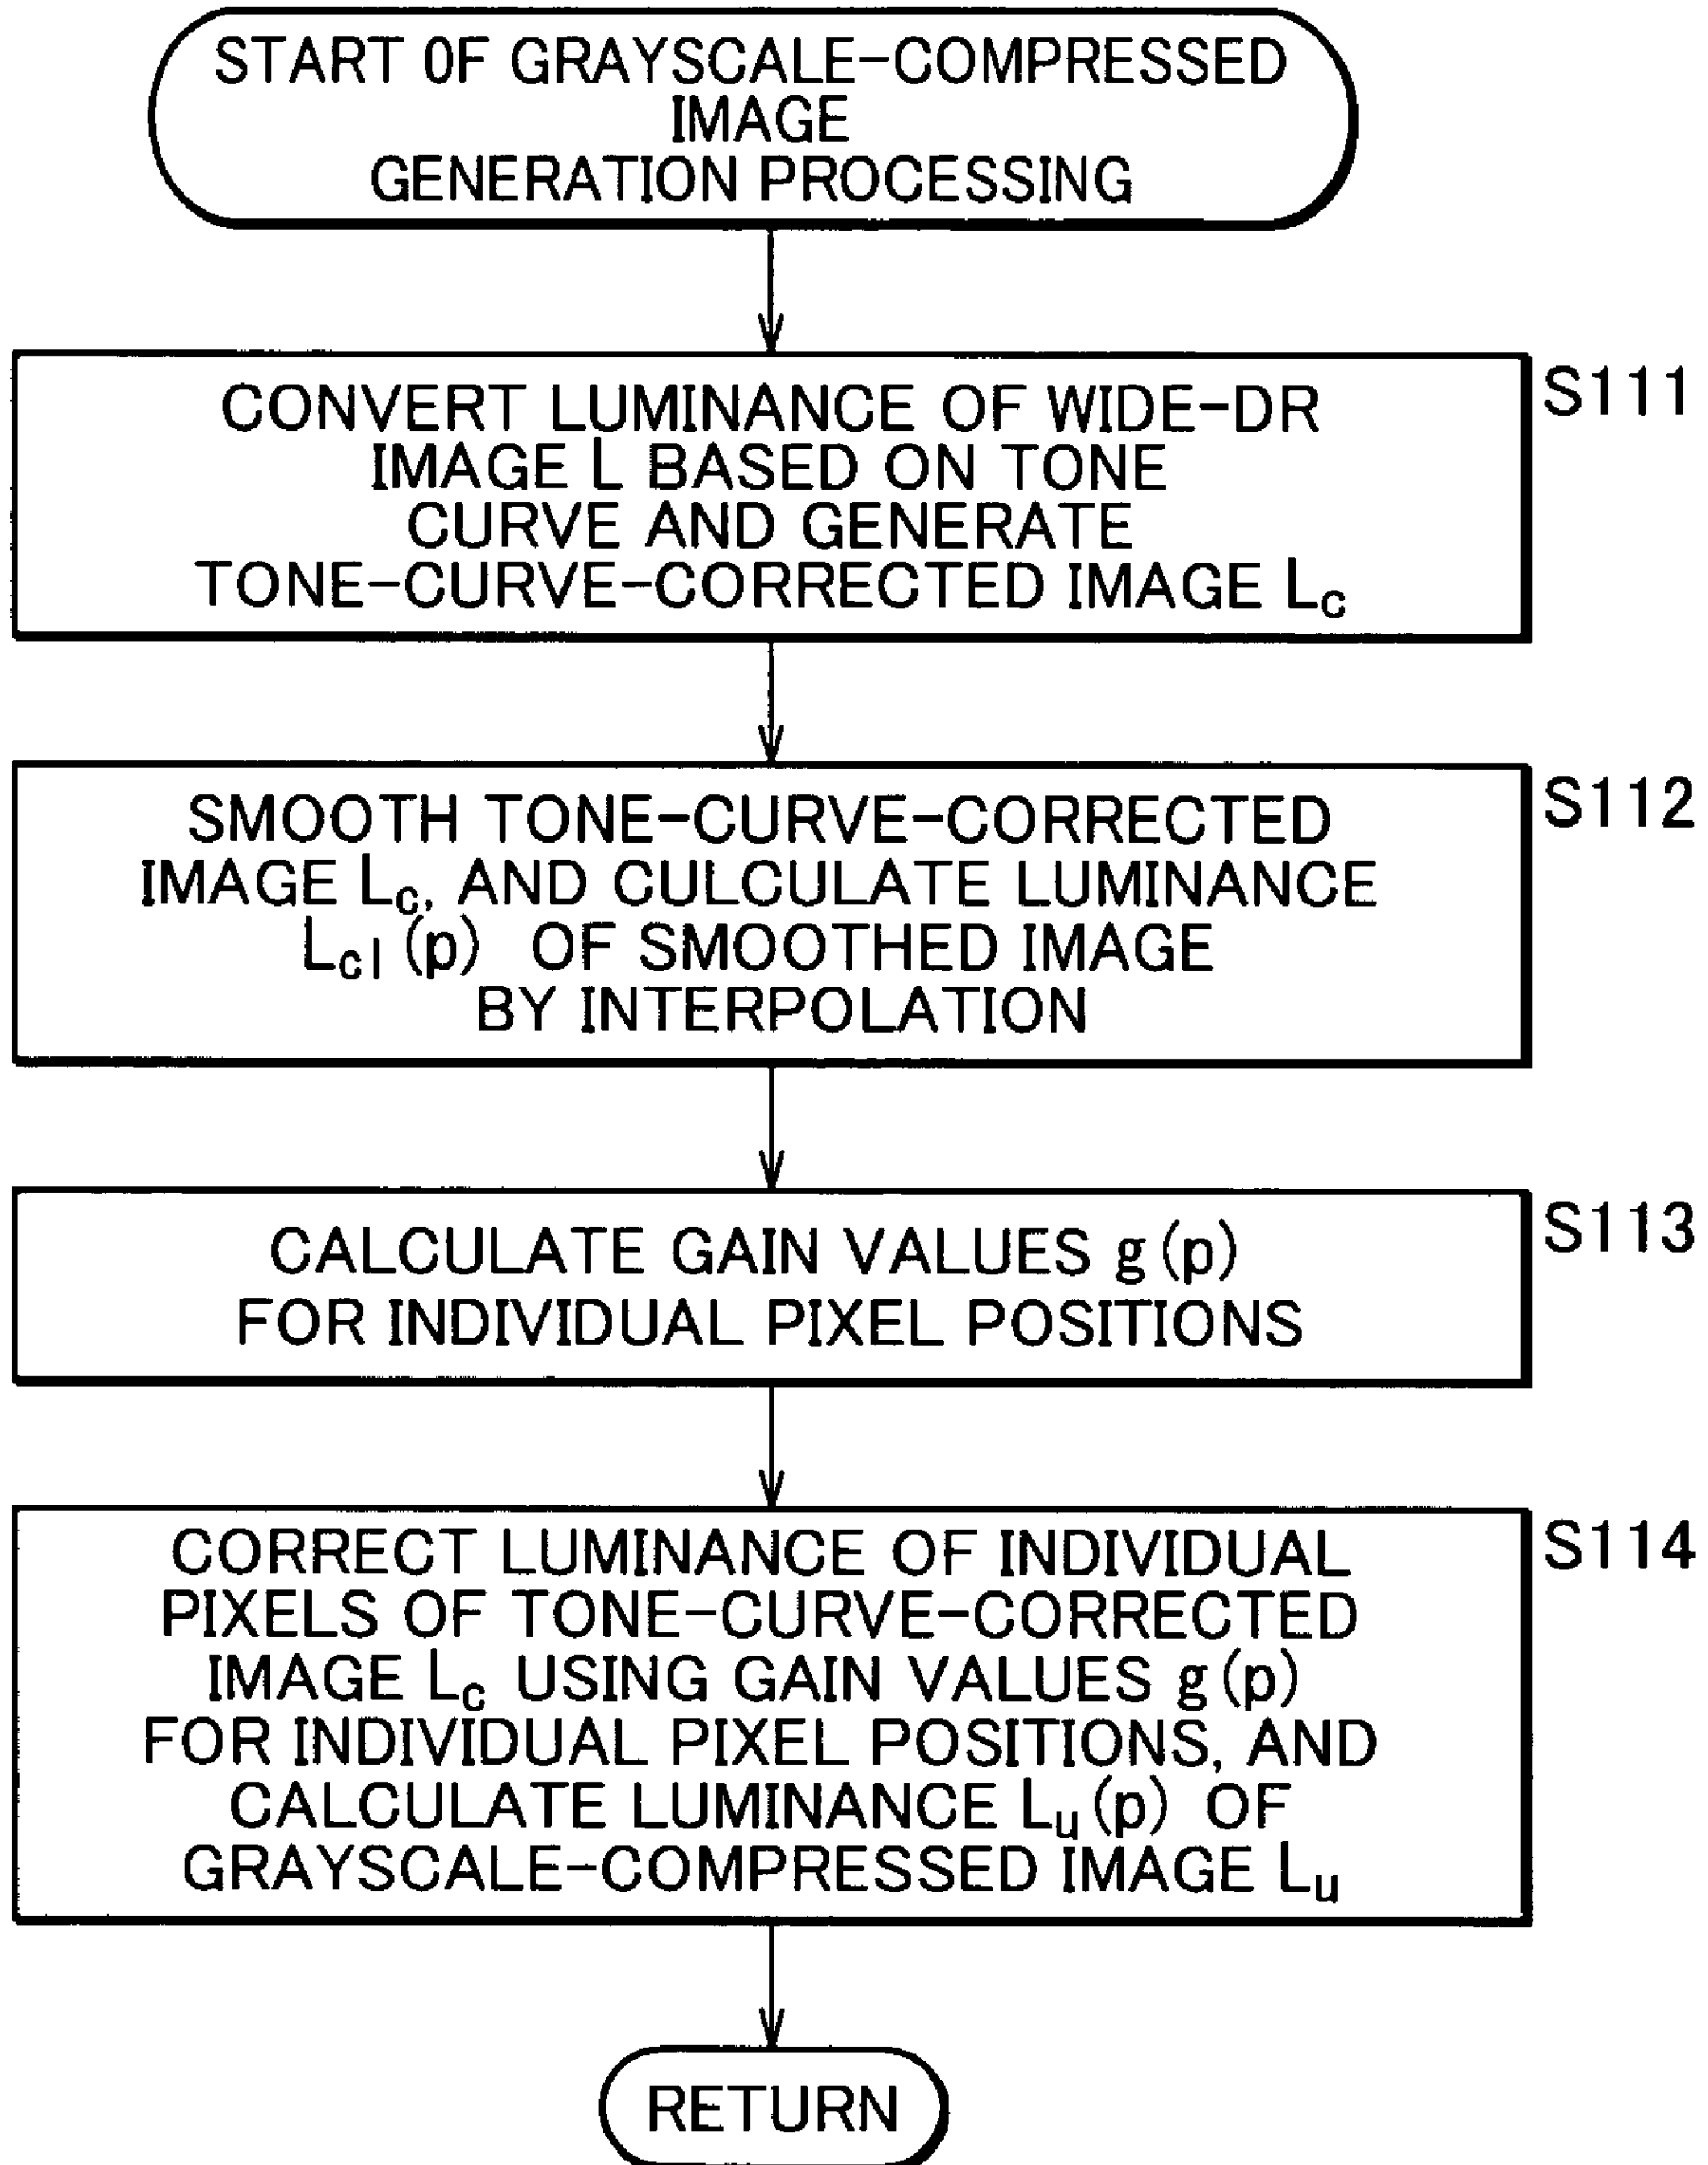 START OF GRAYSCALE-COMPRESSED
IMAGE
GENERATION PROCESSING
S111
CONVERT LUMINANCE OF WIDE-DR
IMAGE L BASED ON TONE
CURVE AND GENERATE
TONE-CURVE-CORRECTED IMAGE Lc
S112
SMOOTH TONE-CURVE-CORRECTED
IMAGE Lc, AND CULCULATE LUMINANCE
Lcl (p) OF SMOOTHED IMAGE
BY INTERPOLATION
S113
CALCULATE GAIN VALUES g (p)
FOR INDIVIDUAL PIXEL POSITIONS
S114
CORRECT LUMINANCE OF INDIVIDUAL
PIXELS OF TONE-CURVE-CORRECTED
IMAGE Lc USING GAIN VALUES g (p)
FOR INDIVIDUAL PIXEL POSITIONS, AND
CALCULATE LUMINANCE Lu (p) OF
GRAYSCALE-COMPRESSED IMAGE Lu
RETURN